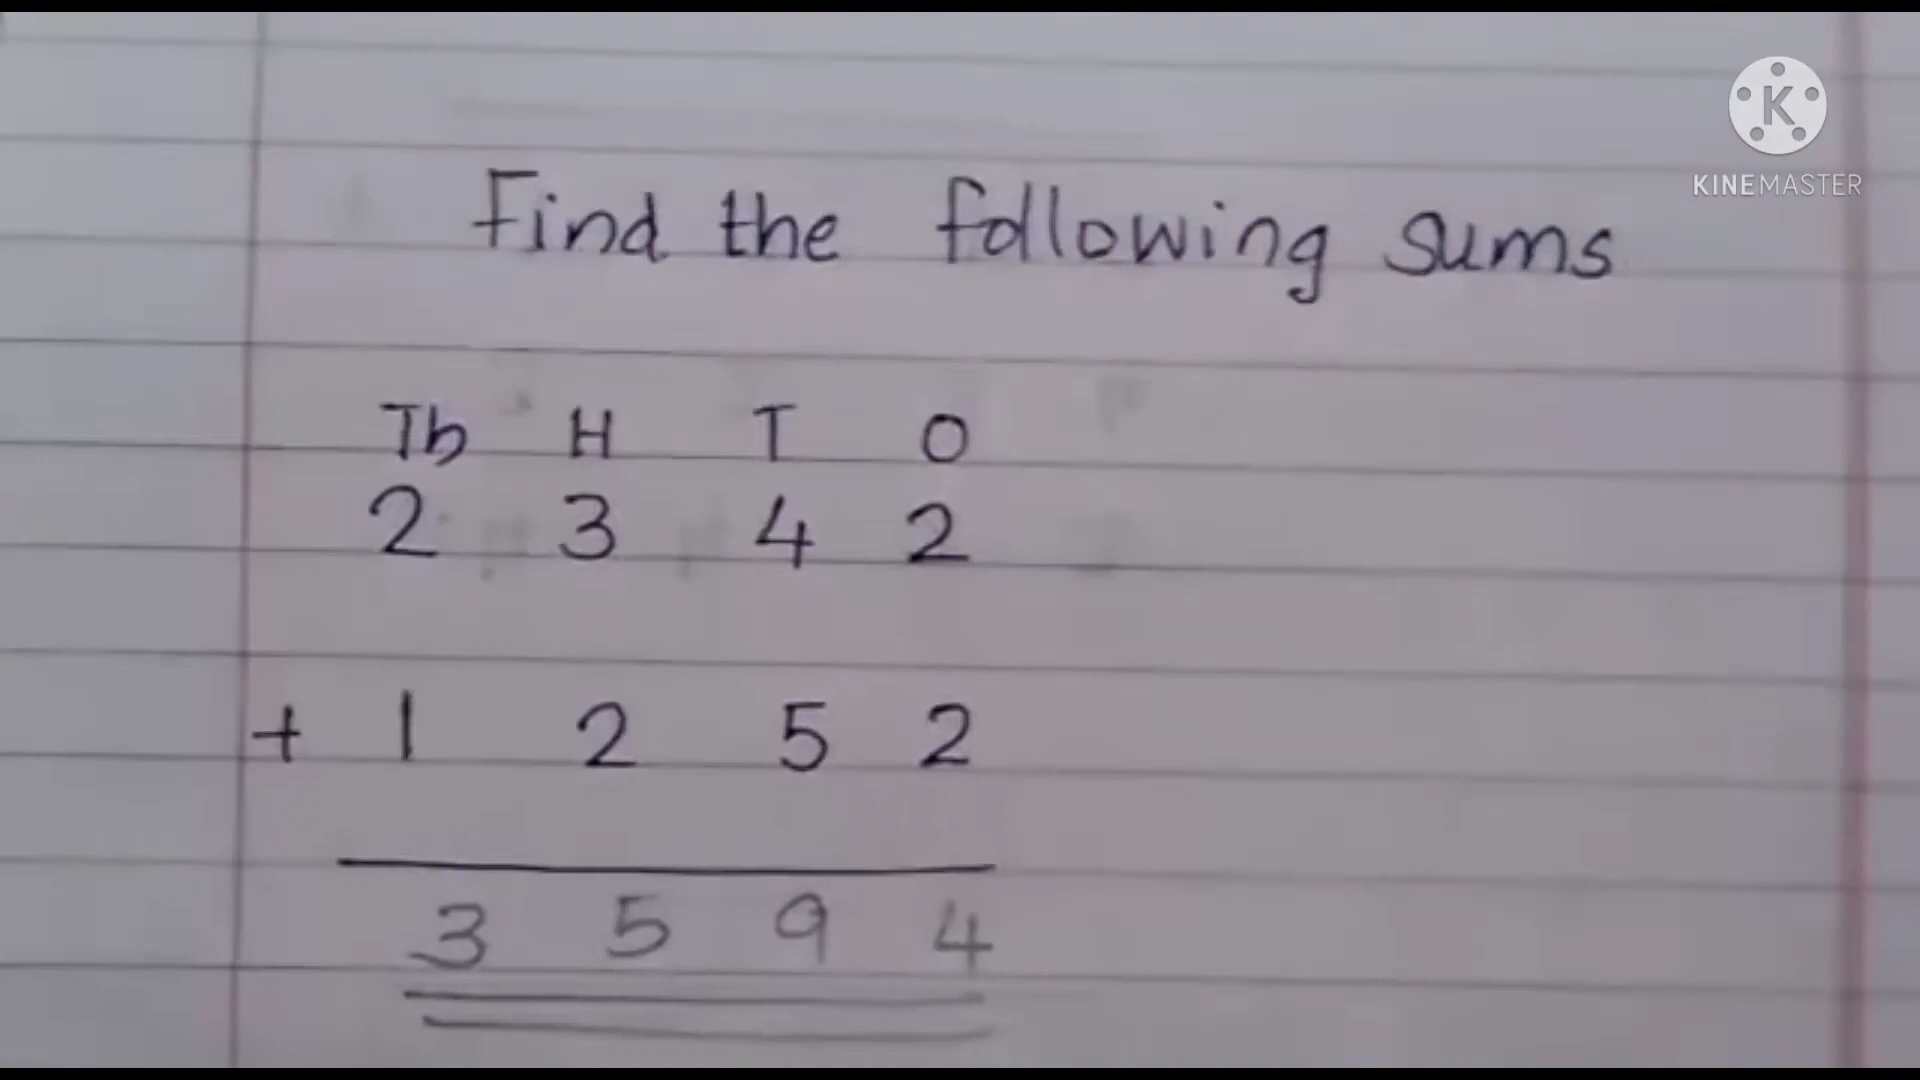 K
KINEMASTER
Find the following sums
Th H T O
2 3 4 2
+ 1 2 5 2
3 5 9 4